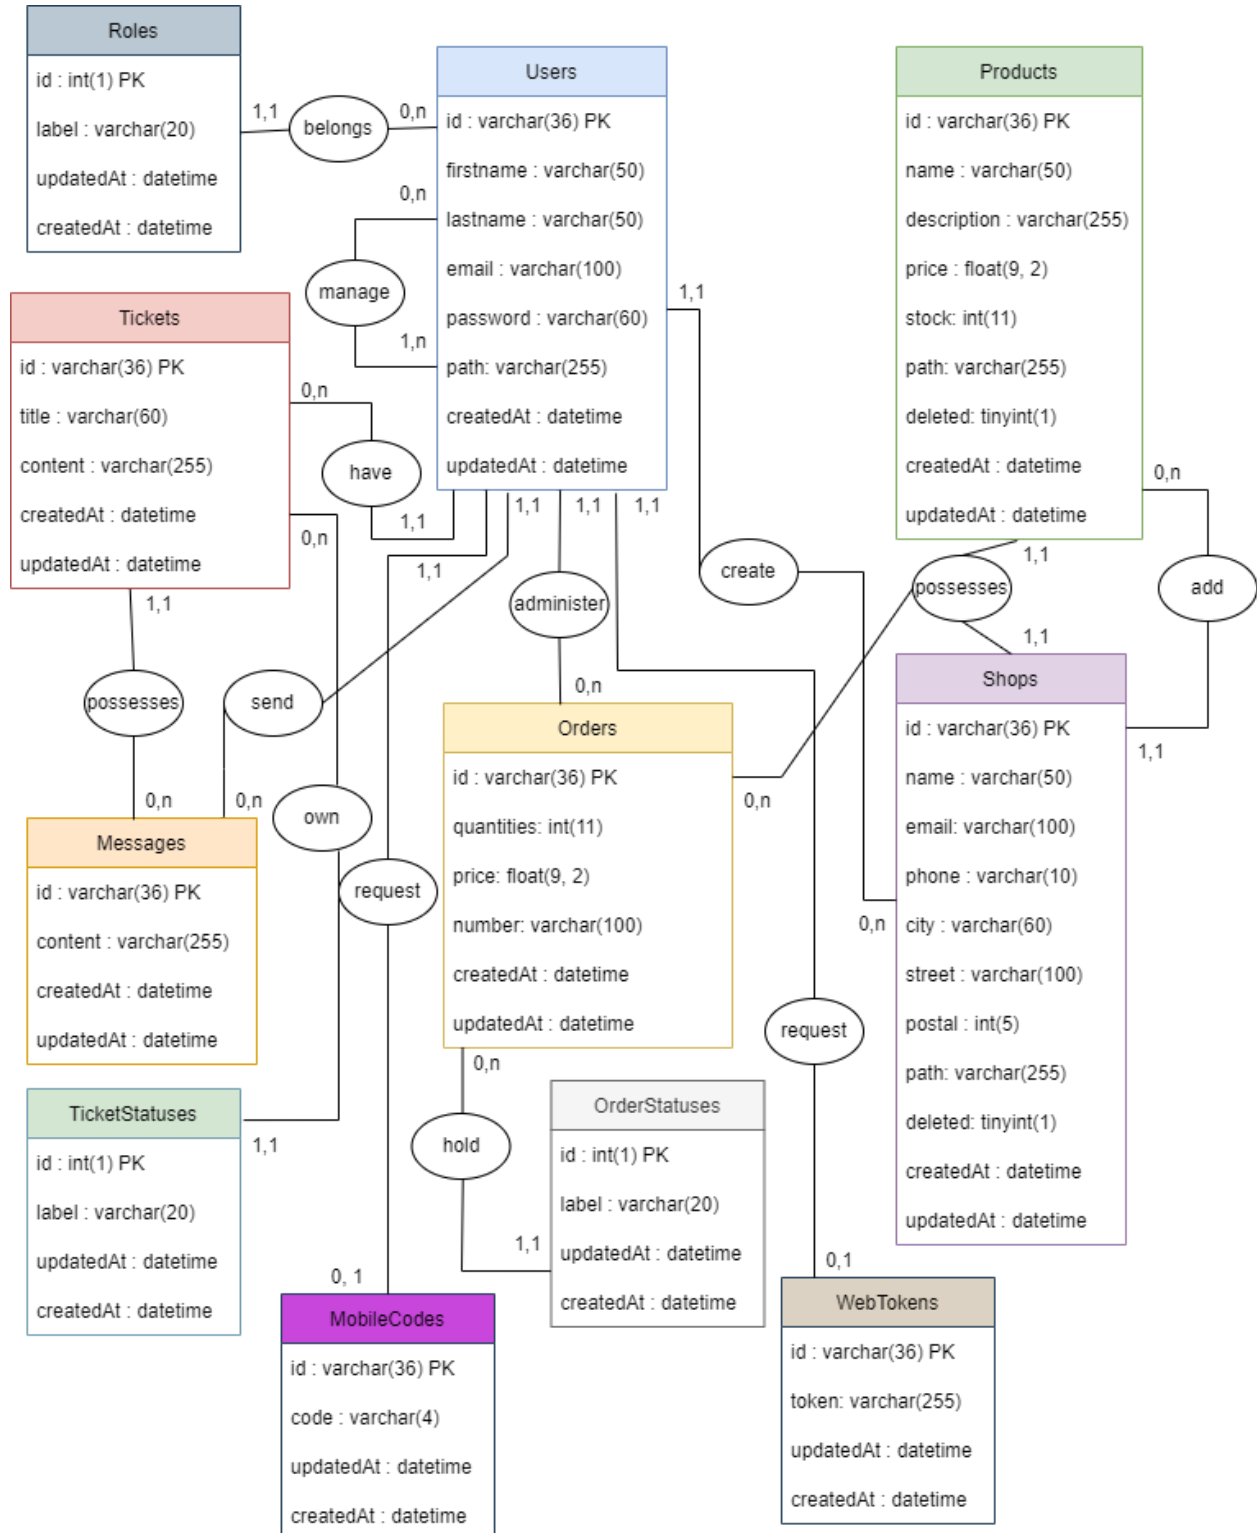 Roles
id : int(1) PK
label : varchar(20)
updatedAt : datetime
createdAt : datetime
1,1
belongs
0,n
Users
id : varchar(36) PK
firstname : varchar(50)
lastname : varchar(50)
email : varchar(100)
password : varchar(60)
path: varchar(255)
createdAt : datetime
updatedAt : datetime
0,n
manage
1,n
Products
id : varchar(36) PK
name : varchar(50)
description : varchar(255)
price : float(9, 2)
stock: int(11)
path: varchar(255)
deleted: tinyint(1)
createdAt : datetime
updatedAt : datetime
Tickets
id : varchar(36) PK
title : varchar(60)
content : varchar(255)
createdAt : datetime
updatedAt : datetime
0,n
have
1,1
0,n
1,1
1,1
1,1
1,1
1,1
create
0,n
administer
0,n
possesses
1,1
1,1
0,n
add
1,1
1,1
possesses
0,n
send
0,n
own
1,1
request
0, 1
Messages
id : varchar(36) PK
content : varchar(255)
createdAt : datetime
updatedAt : datetime
Orders
id : varchar(36) PK
quantities: int(11)
price: float(9, 2)
number: varchar(100)
createdAt : datetime
updatedAt : datetime
0,n
Shops
id : varchar(36) PK
name : varchar(50)
email: varchar(100)
phone : varchar(10)
city : varchar(60)
street : varchar(100)
postal : int(5)
path: varchar(255)
deleted: tinyint(1)
createdAt : datetime
updatedAt : datetime
request
0,1
TicketStatuses
id : int(1) PK
label : varchar(20)
updatedAt : datetime
createdAt : datetime
0,n
hold
1,1
OrderStatuses
id : int(1) PK
label : varchar(20)
updatedAt : datetime
createdAt : datetime
MobileCodes
id : varchar(36) PK
code : varchar(4)
updatedAt : datetime
createdAt : datetime
WebTokens
id : varchar(36) PK
token: varchar(255)
updatedAt : datetime
createdAt : datetime